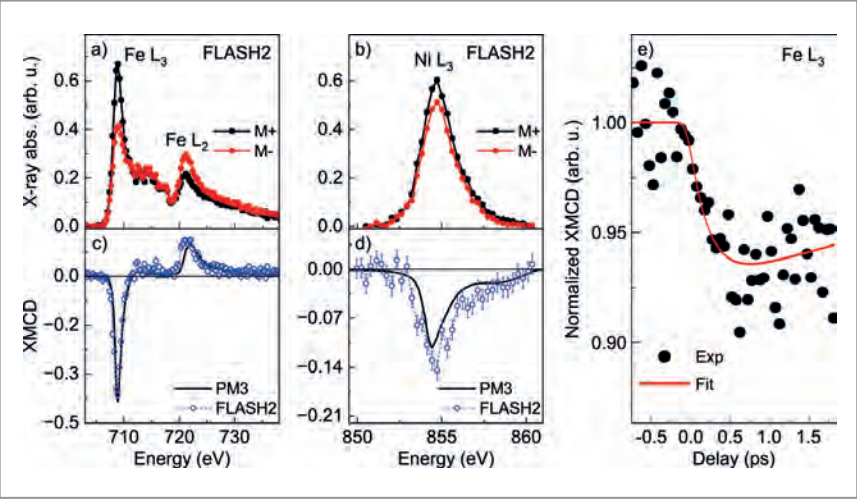 a)
Fe L3
FLASH2
0.6
0.4
0.2
0.0
X-ray abs. (arb. u.)
Fe L2
M+
M-
b)
FLASH2
Ni L3
0.6
0.4
0.2
0.0
M+
M-
c)
0.0
−0.2
−0.3
−0.5
XMCD
PM3
FLASH2
710
720
730
Energy (eV)
d)
0.00
−0.07
−0.14
−0.21
PM3
FLASH2
850
855
860
Energy (eV)
e)
Fe L3
1.00
0.95
0.90
Normalized XMCD (arb. u.)
Exp
Fit
-0.5
0.0
0.5
1.0
1.5
Delay (ps)